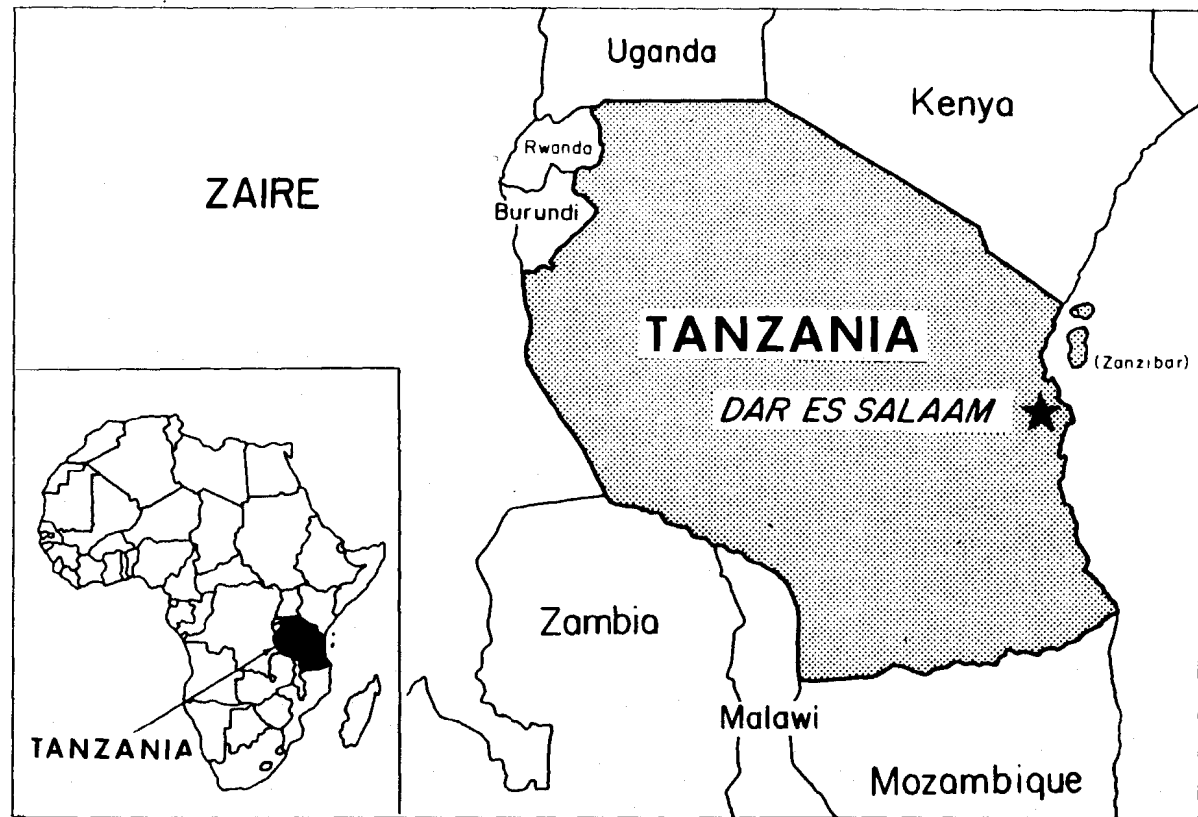 Uganda
Kenya
Rwanda
ZAIRE
Burundi
TANZANIA
(Zanzibar)
DAR ES SALAAM
Zambia
Malawi
TANZANIA
Mozambique